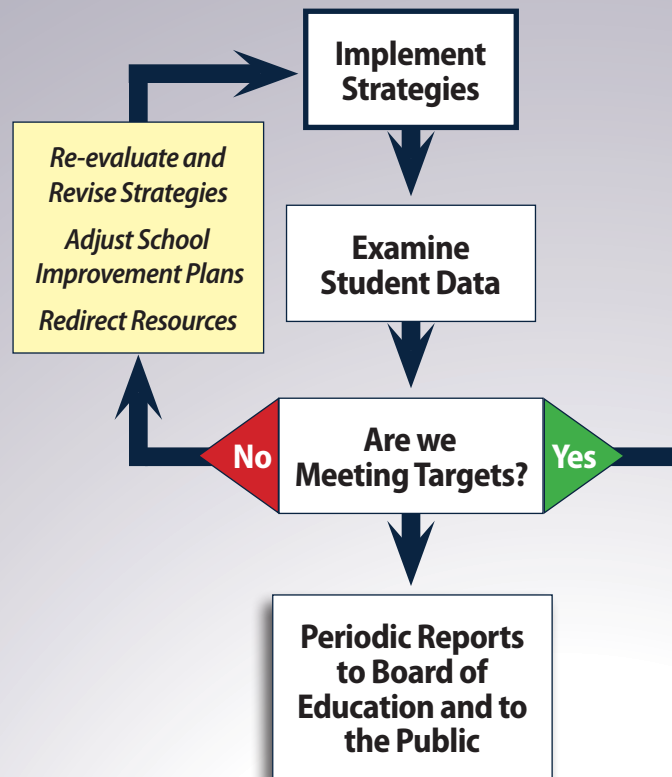 Implement
Strategies
Re-evaluate and
Revise Strategies
Adjust School
Improvement Plans
Redirect Resources
Examine
Student Data
No
Are we
Meeting Targets?
Yes
Periodic Reports
to Board of
Education and to
the Public